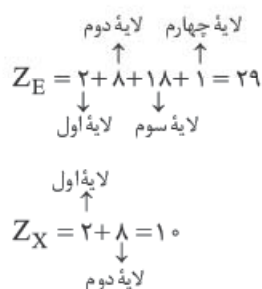 لایهٔ دوم لایهٔ چهارم
Z_E = ۲+۸+۱۸+۱ = ۲۹
لایهٔ اول لایهٔ سوم
لایهٔ اول
Z_X = ۲+۸ = ۱۰
لایهٔ دوم